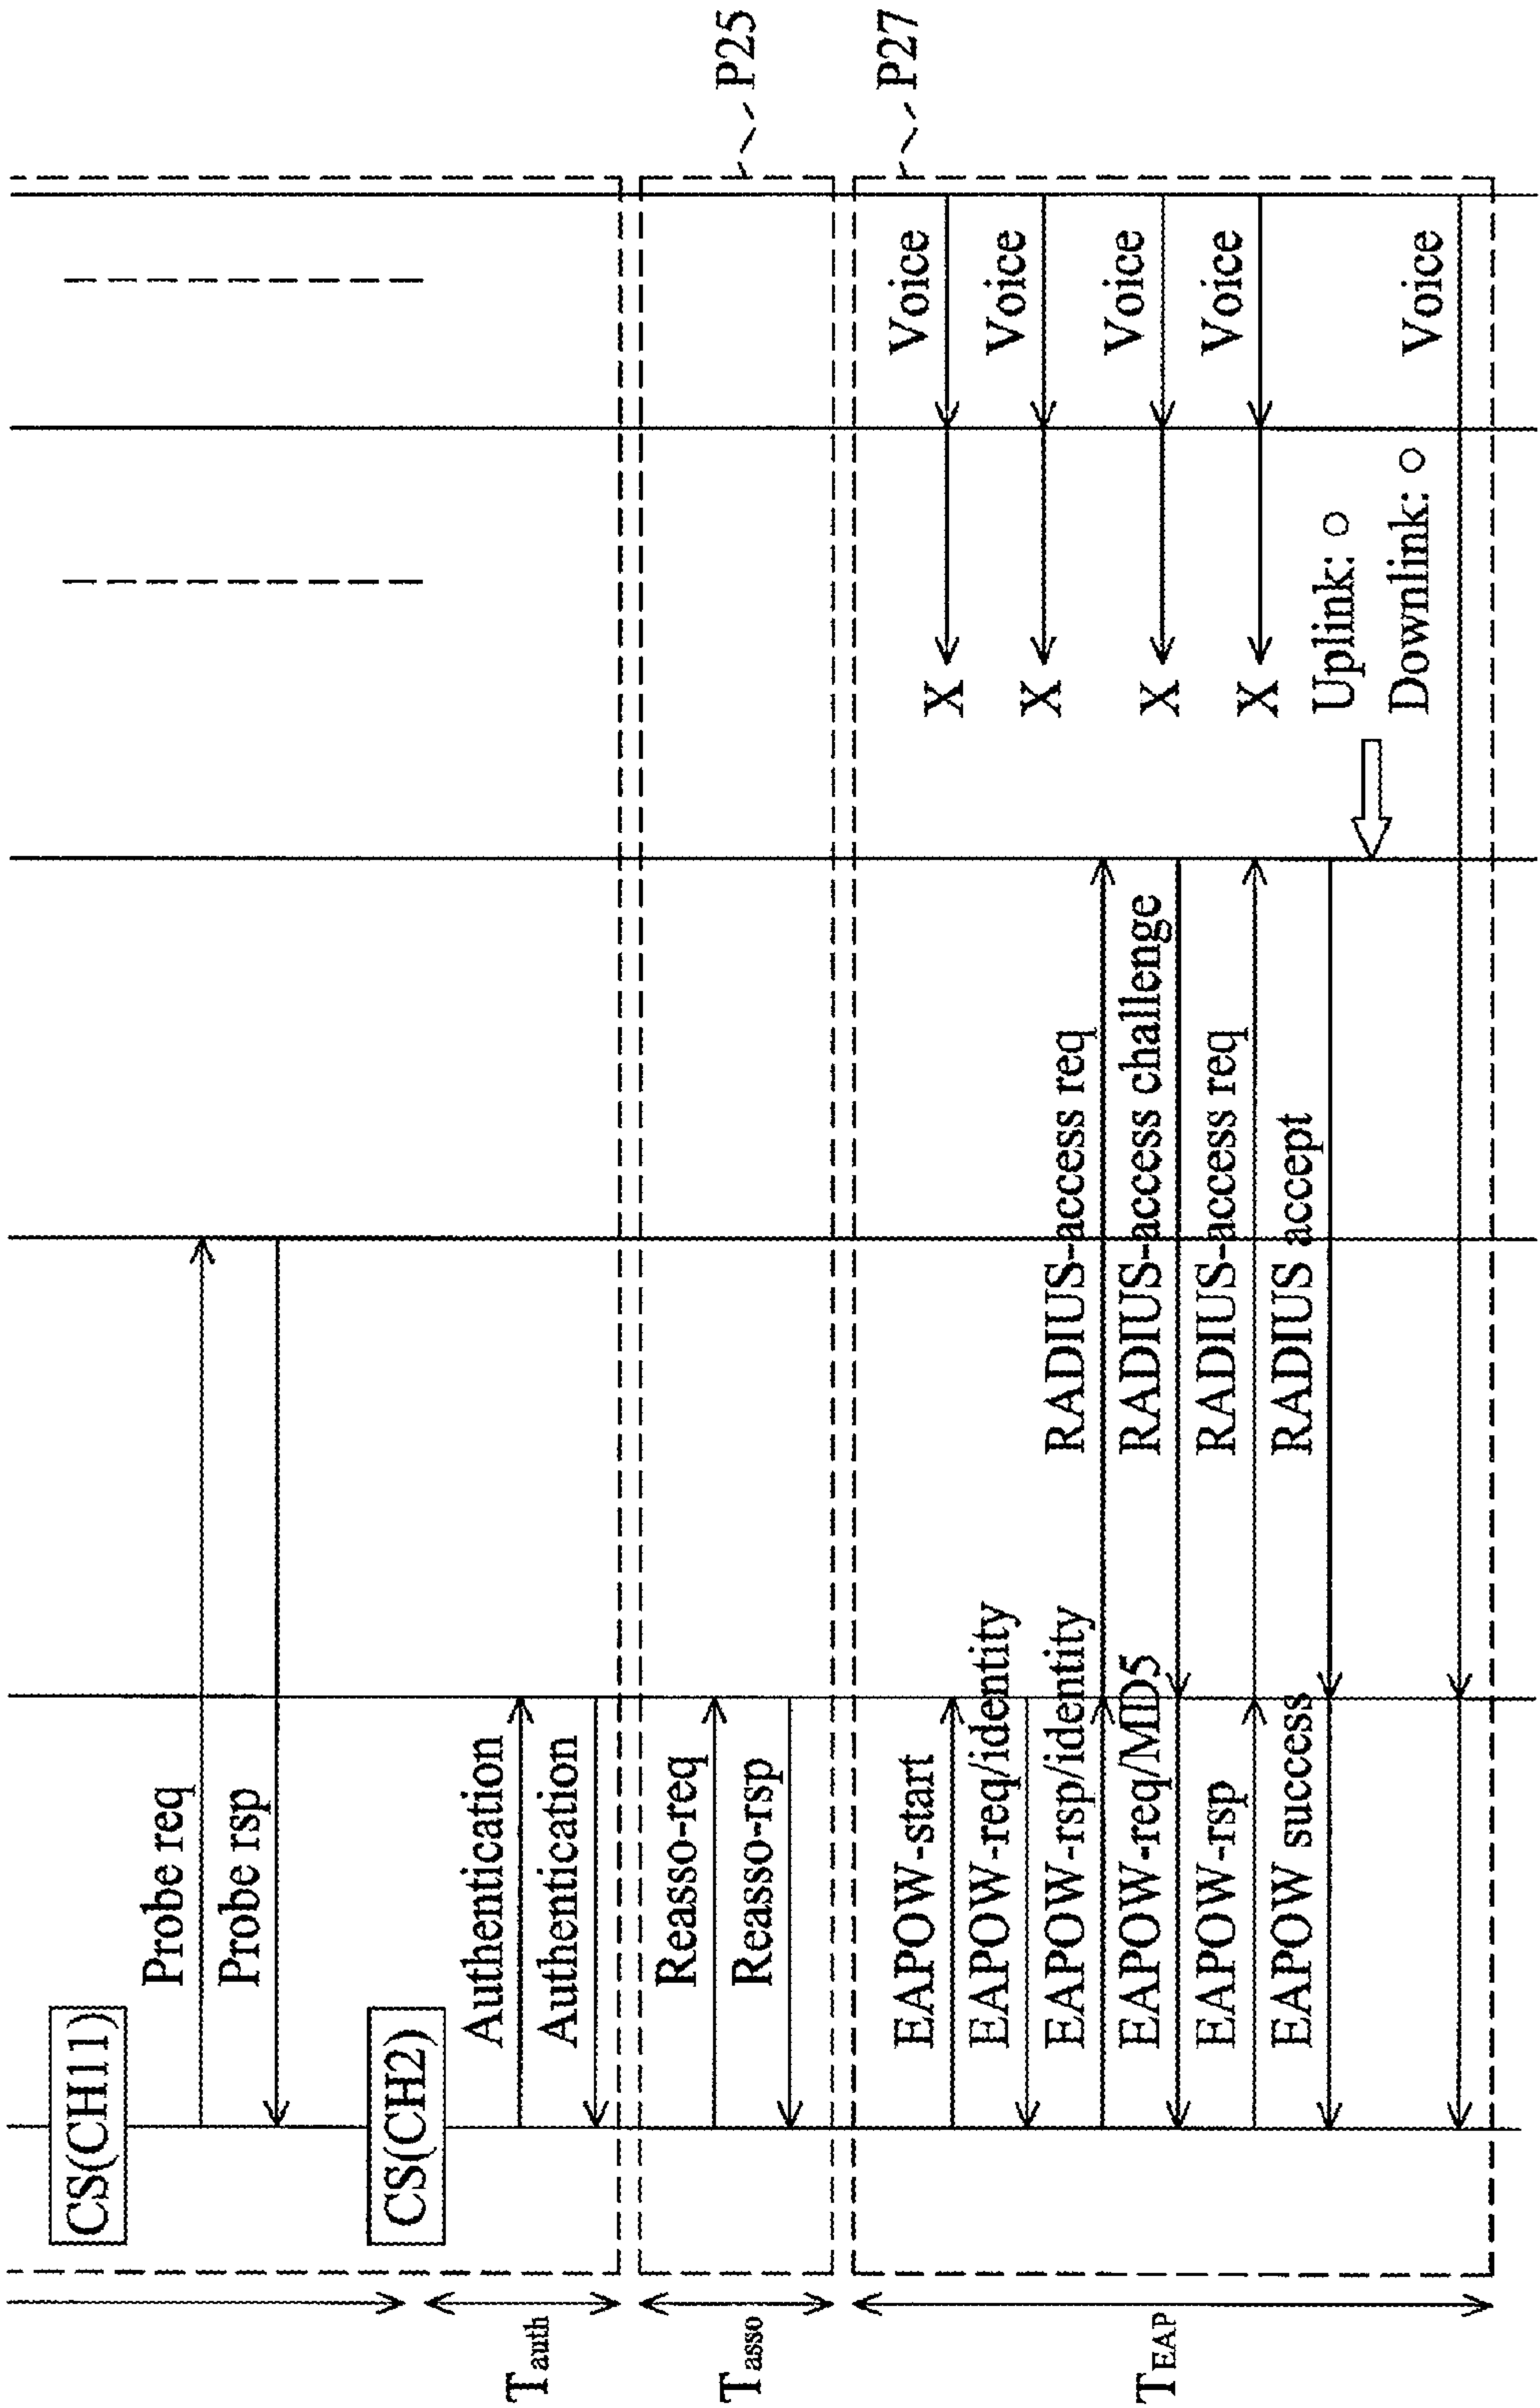 CS(CH11)
Probe req
Probe rsp
CS(CH2)
Authentication
Authentication
Tauth
Reasso-req
Reasso-rsp
Tasso
P25
EAPOW-start
EAPOW-req/identity
EAPOW-rsp/identity
EAPOW-req/MD5
EAPOW-rsp
EAPOW success
RADIUS-access req
RADIUS-access challenge
RADIUS-access req
RADIUS accept
X
X
X
X
Voice
Voice
Voice
Voice
Uplink: ○
Downlink: ○
Voice
TEAP
P27